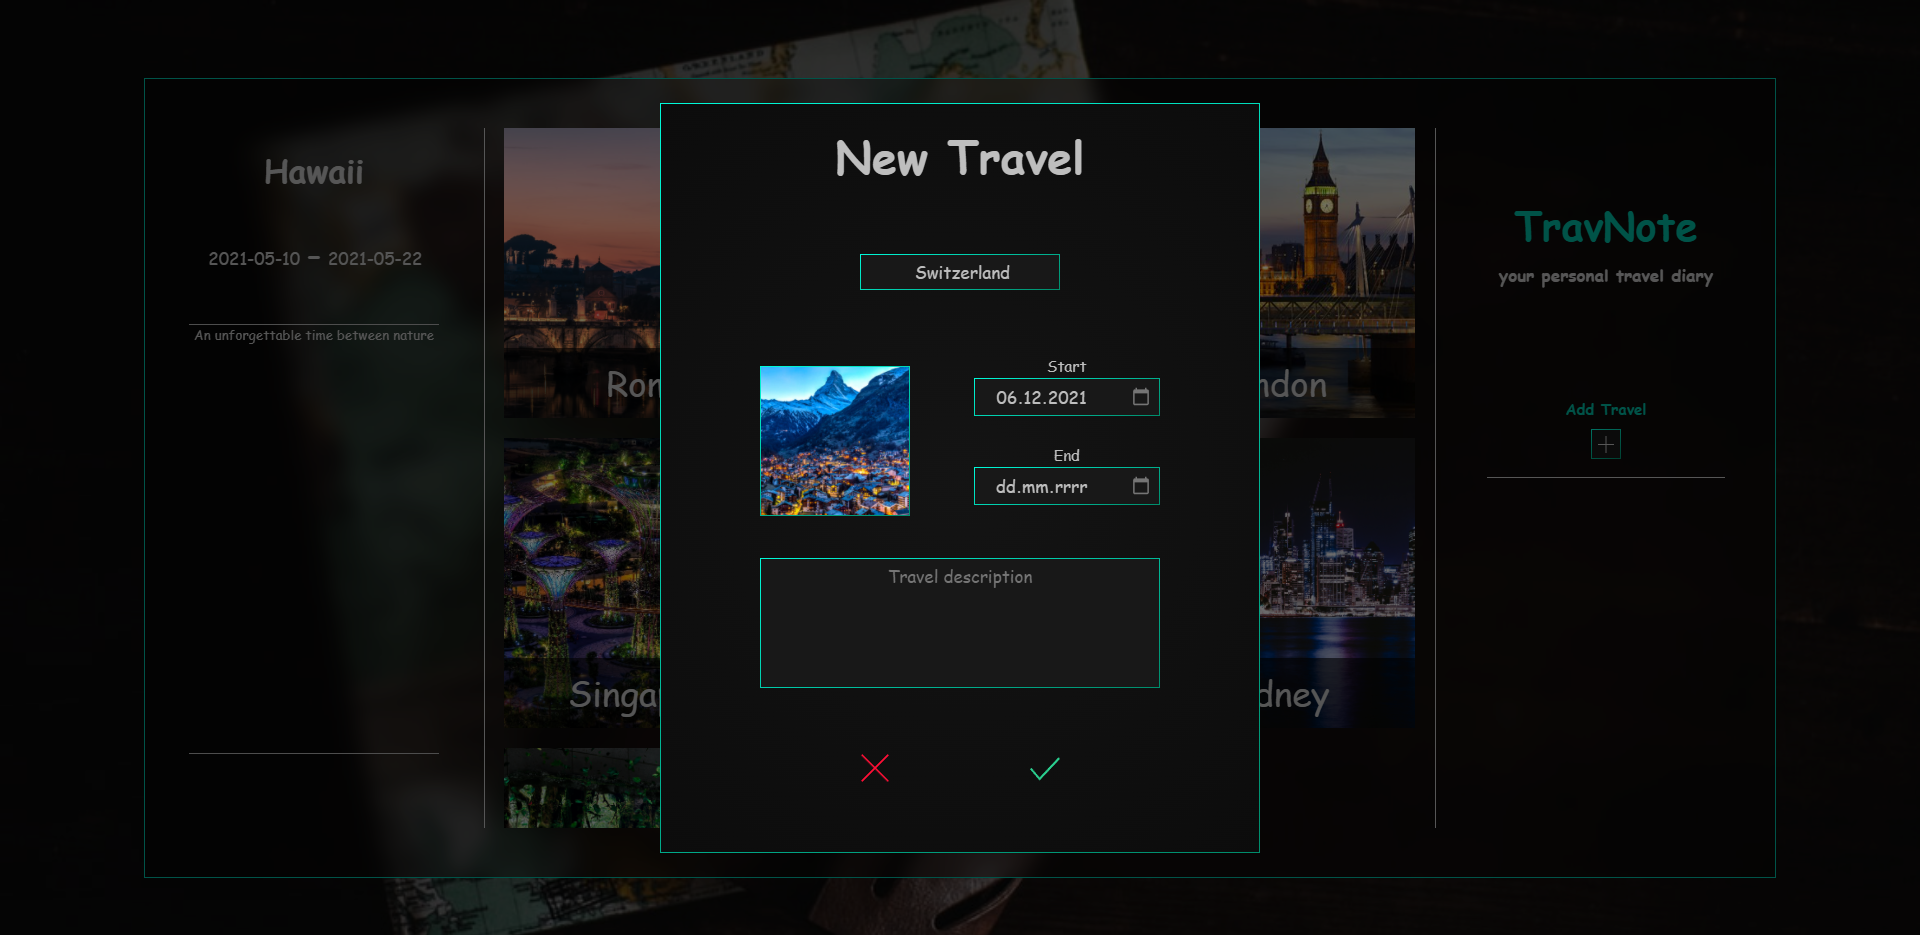 Hawaii
2021-05-10 – 2021-05-22
An unforgettable time between nature
New Travel
Switzerland
Start
06.12.2021
End
dd.mm.rrrr
Travel description
Ron
ndon
Singa
dney
TravNote
your personal travel diary
Add Travel